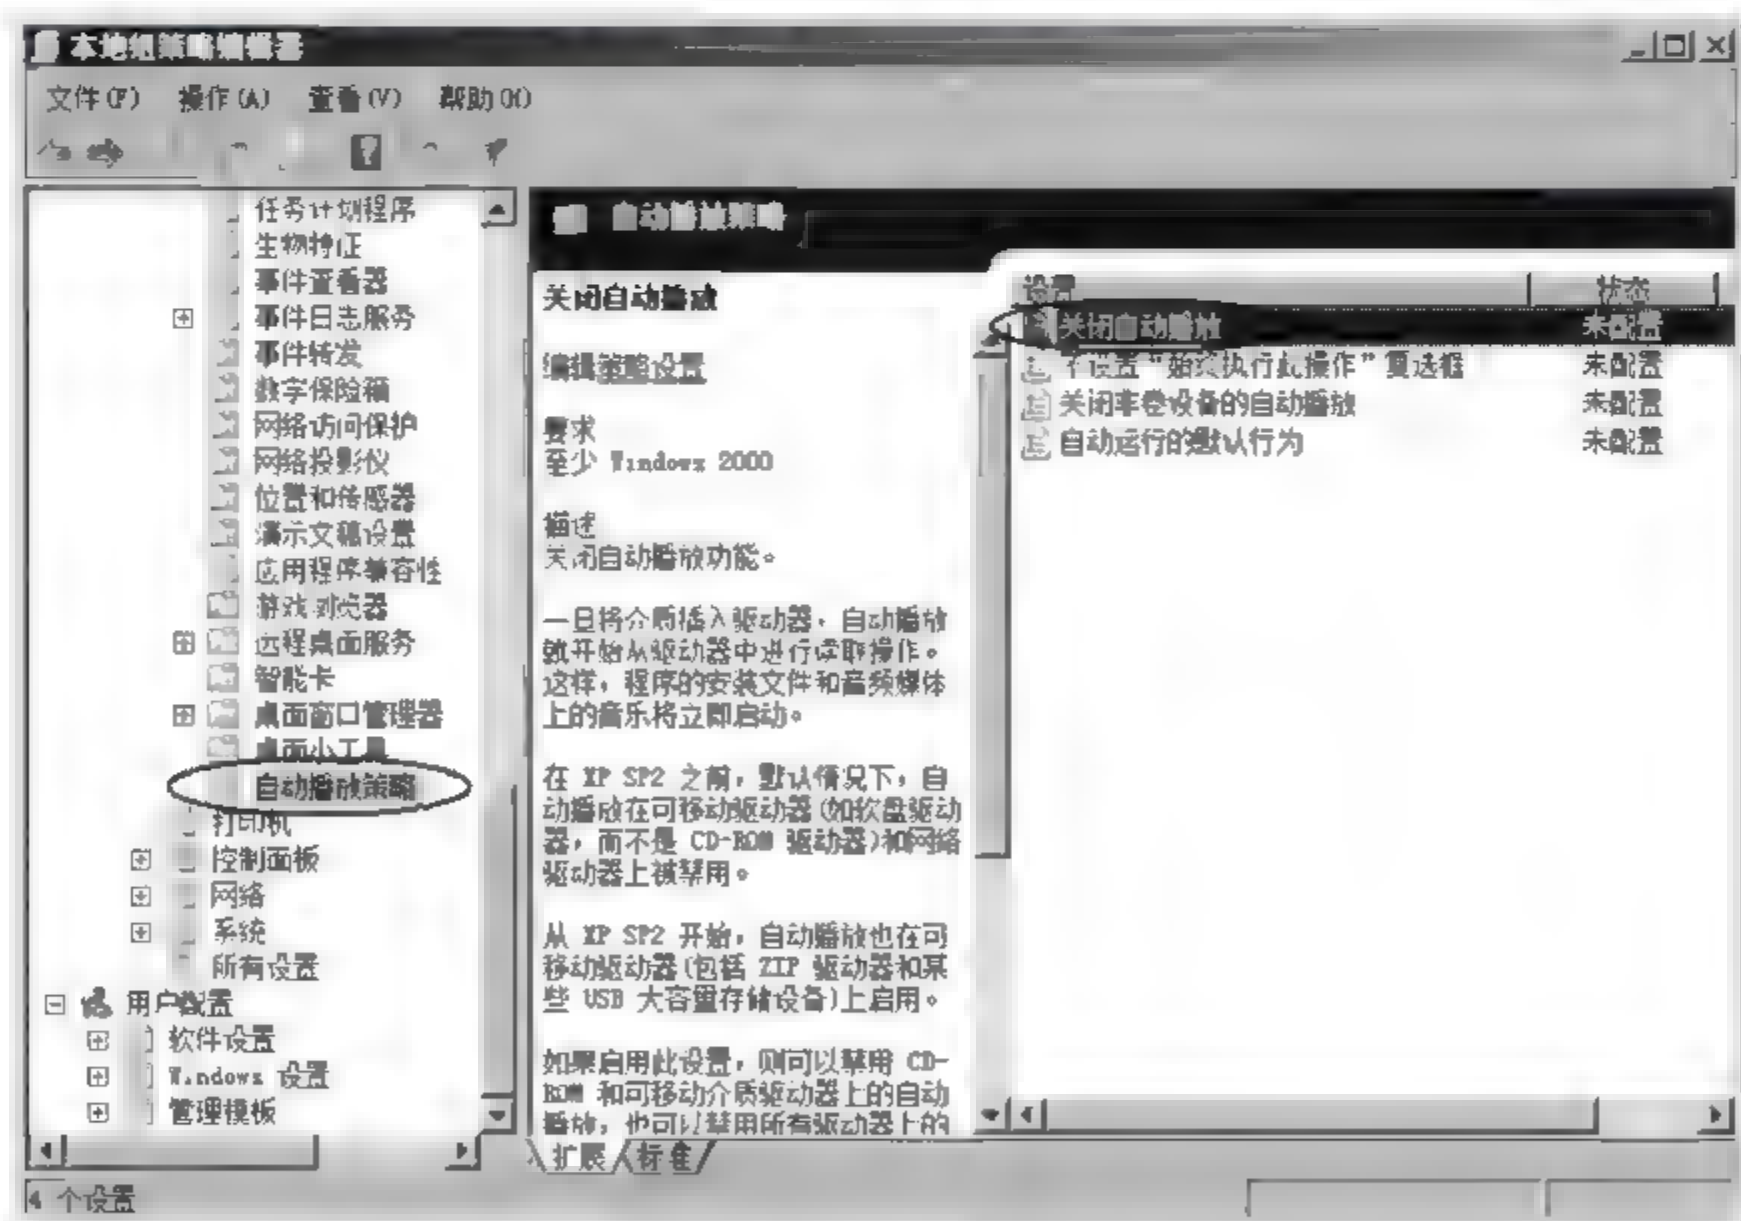 本地组策略编辑器
文件(F) 操作(A) 查看(V) 帮助(H)
任务计划程序
生物特征
事件查看器
事件日志服务
事件转发
数字保险箱
网络访问保护
网络投影仪
位置和传感器
演示文稿设置
应用程序兼容性
游戏浏览器
远程桌面服务
智能卡
桌面窗口管理器
桌面小工具
自动播放策略
打印机
控制面板
网络
系统
所有设置
用户配置
软件设置
Windows 设置
管理模板
自动播放策略
关闭自动播放
编辑策略设置
要求
至少 Windows 2000
描述
关闭自动播放功能。
一旦将介质插入驱动器，自动播放
就开始从驱动器中进行读取操作。
这样，程序的安装文件和音频媒体
上的音乐将立即启动。
在 XP SP2 之前，默认情况下，自
动播放在可移动驱动器(如软盘驱动
器，而不是 CD-ROM 驱动器)和网络
驱动器上被禁用。
从 XP SP2 开始，自动播放也在可
移动驱动器(包括 ZIP 驱动器和某
些 USB 大容量存储设备)上启用。
如果启用此设置，则可以禁用 CD-
ROM 和可移动介质驱动器上的自动
播放，也可以禁用所有驱动器上的
设置 状态
关闭自动播放 未配置
不设置“始终执行此操作”复选框 未配置
关闭非卷设备的自动播放 未配置
自动运行的默认行为 未配置
扩展 标准
4 个设置